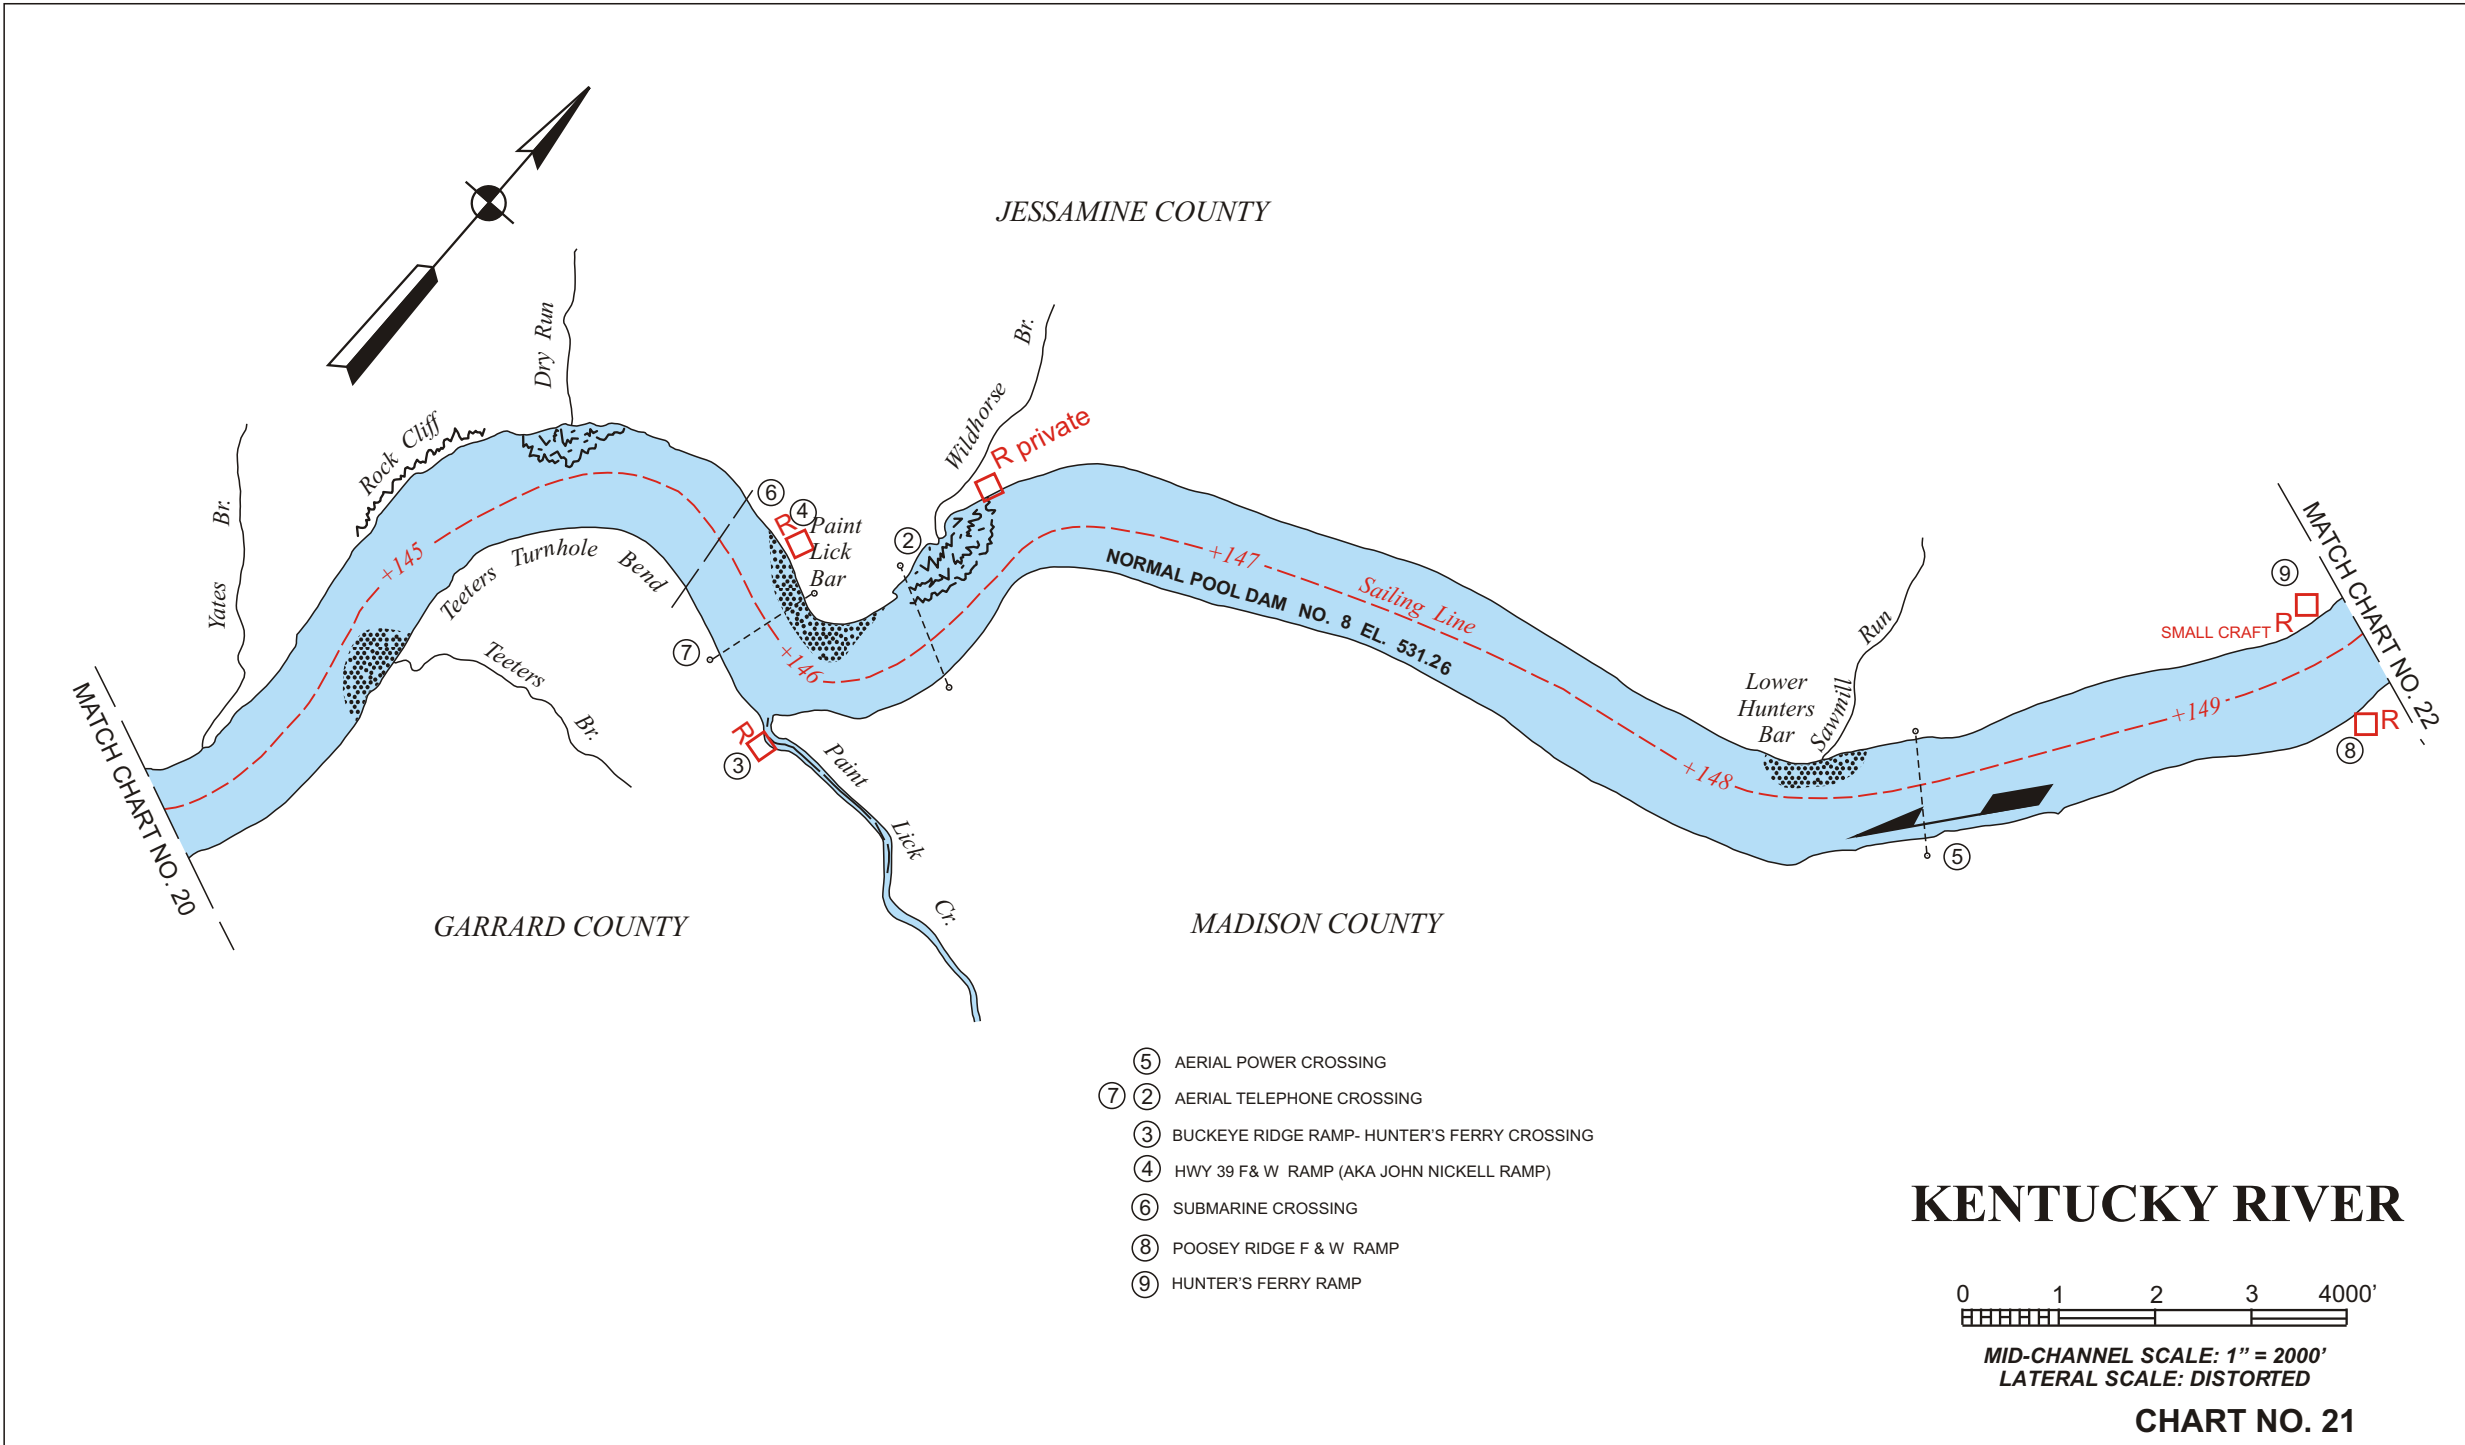 JESSAMINE COUNTY
Dry Run
Br.
Wildhorse
R private
Rock Cliff
Yates Br.
+145
Teeters Turnhole Bend
Teeters Br.
6
4
R
Paint
Lick
Bar
2
7
+146
R
3
Paint Lick Cr.
+147
Sailing Line
NORMAL POOL DAM NO. 8 EL. 531.26
Lower
Hunters
Bar
Sawmill Run
+148
5
+149
9
SMALL CRAFT R
R
8
MATCH CHART NO. 22
MATCH CHART NO. 20
GARRARD COUNTY
MADISON COUNTY
5 AERIAL POWER CROSSING
7 2 AERIAL TELEPHONE CROSSING
3 BUCKEYE RIDGE RAMP- HUNTER'S FERRY CROSSING
4 HWY 39 F& W RAMP (AKA JOHN NICKELL RAMP)
6 SUBMARINE CROSSING
8 POOSEY RIDGE F & W RAMP
9 HUNTER'S FERRY RAMP
KENTUCKY RIVER
0 1 2 3 4000'
MID-CHANNEL SCALE: 1” = 2000'
LATERAL SCALE: DISTORTED
CHART NO. 21